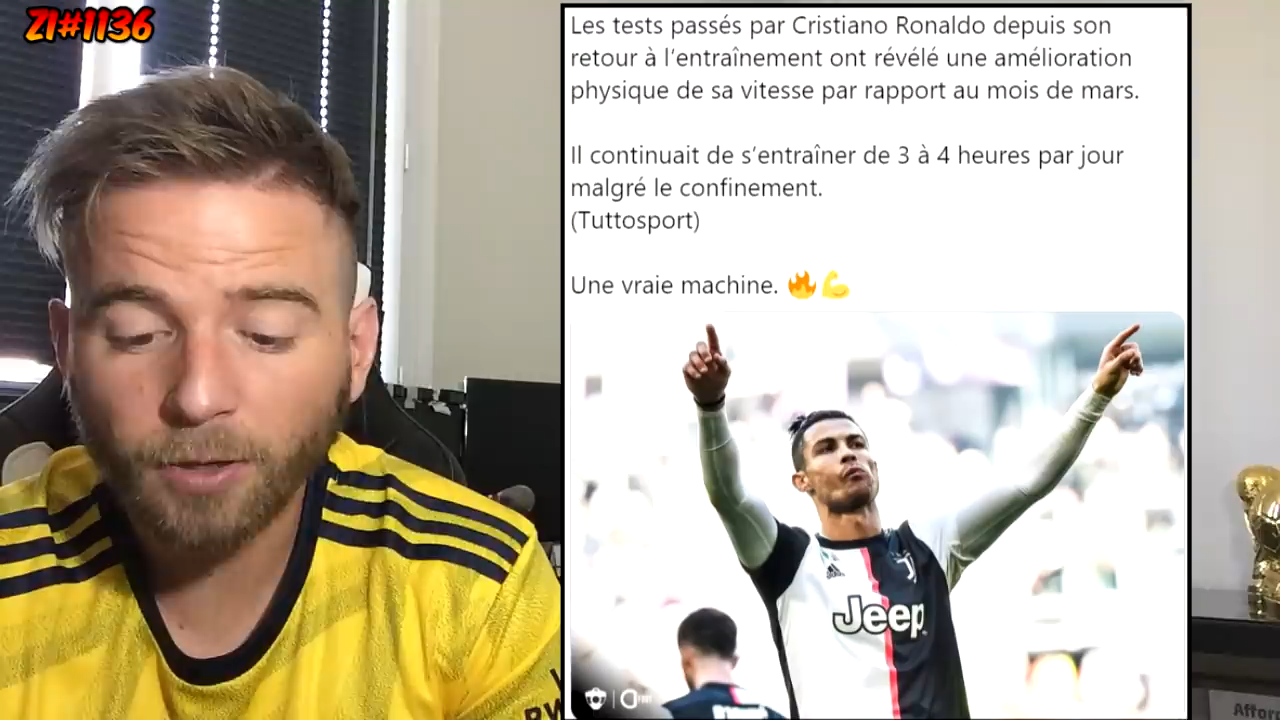 ZI#1136
Les tests passés par Cristiano Ronaldo depuis son
retour à l’entraînement ont révélé une amélioration
physique de sa vitesse par rapport au mois de mars.
Il continuait de s’entraîner de 3 à 4 heures par jour
malgré le confinement.
(Tuttosport)
Une vraie machine. 🔥💪
Jeep